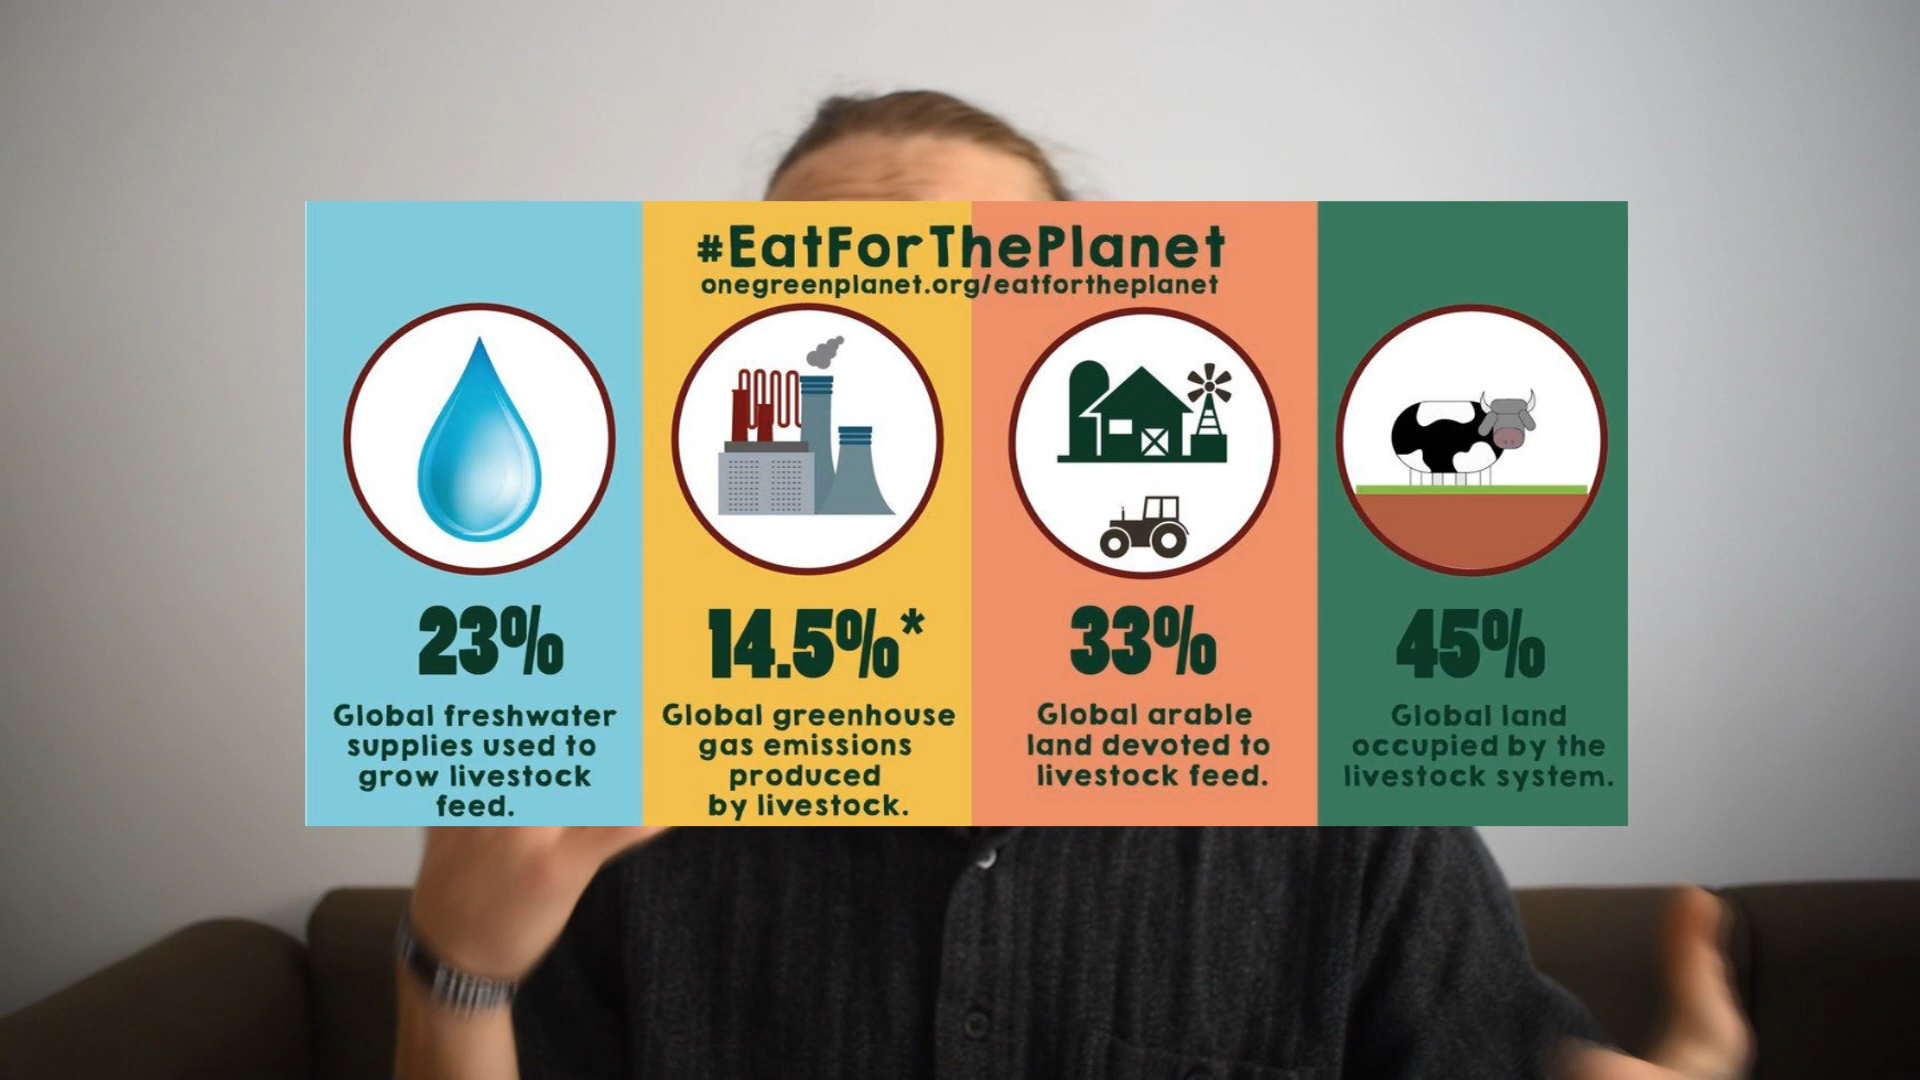 #EatForThePlanet
onegreenplanet.org/eatfortheplanet
23%
Global freshwater
supplies used to
grow livestock
feed.
14.5%*
Global greenhouse
gas emissions
produced
by livestock.
33%
Global arable
land devoted to
livestock feed.
45%
Global land
occupied by the
livestock system.